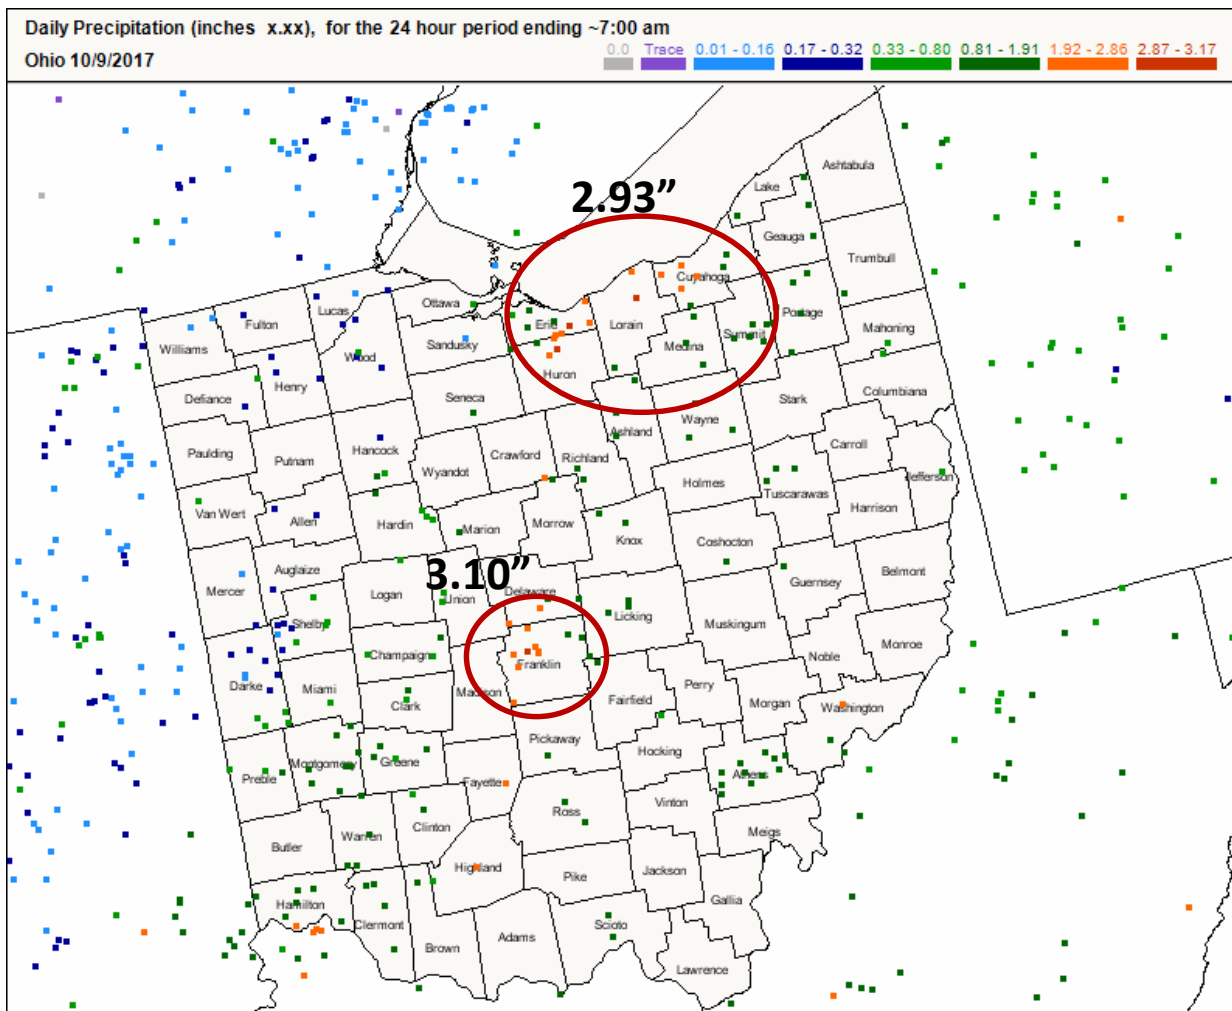 Daily Precipitation (inches x.xx), for the 24 hour period ending ~7:00 am
Ohio 10/9/2017
0.0 Trace 0.01 - 0.16 0.17 - 0.32 0.33 - 0.80 0.81 - 1.91 1.92 - 2.86 2.87 - 3.17
Ashtabula
Lake
2.93”
Geauga
Trumbull
Cuyahoga
Ottawa
Lucas
Fulton
Erie
Lorain
Portage
Mahoning
Williams
Wood
Sandusky
Medina
Summit
Huron
Henry
Defiance
Seneca
Stark
Columbiana
Wayne
Ashland
Carroll
Paulding
Putnam
Hancock
Wyandot
Crawford
Richland
Holmes
Tuscarawas
Jefferson
Harrison
Van Wert
Allen
Hardin
Marion
Morrow
Knox
Coshocton
Auglaize
3.10”
Belmont
Mercer
Logan
Union
Delaware
Guernsey
Shelby
Licking
Muskingum
Monroe
Champaign
Franklin
Noble
Darke
Miami
Madison
Clark
Fairfield
Perry
Morgan
Washington
Pickaway
Hocking
Preble
Montgomery
Greene
Fayette
Athens
Vinton
Ross
Clinton
Warren
Butler
Meigs
Highland
Pike
Jackson
Gallia
Hamilton
Clermont
Brown
Adams
Scioto
Lawrence